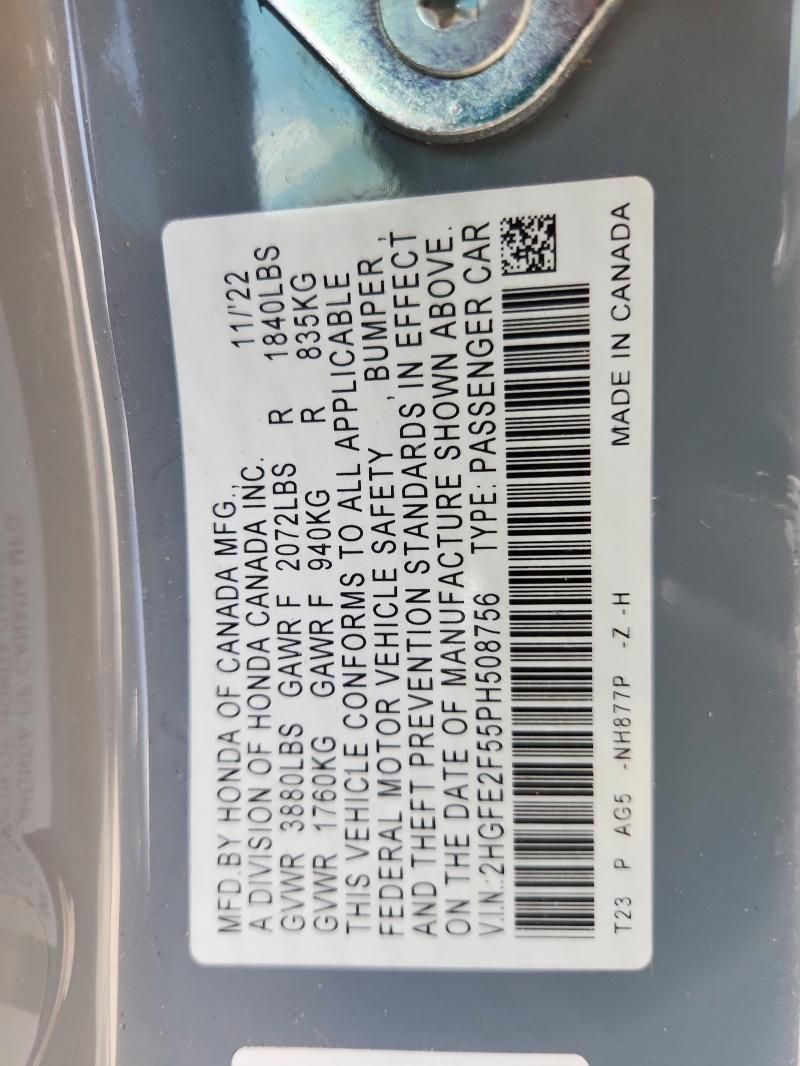 MFD.BY HONDA OF CANADA MFG., 11/'22
A DIVISION OF HONDA CANADA INC.
GVWR 3880LBS GAWR F 2072LBS R 1840LBS
GVWR 1760KG GAWR F 940KG R 835KG
THIS VEHICLE CONFORMS TO ALL APPLICABLE
FEDERAL MOTOR VEHICLE SAFETY , BUMPER ,
AND THEFT PREVENTION STANDARDS IN EFFECT
ON THE DATE OF MANUFACTURE SHOWN ABOVE.
V.I.N.:2HGFE2F55PH508756 TYPE: PASSENGER CAR
T23 P AG5 -NH877P -Z -H MADE IN CANADA